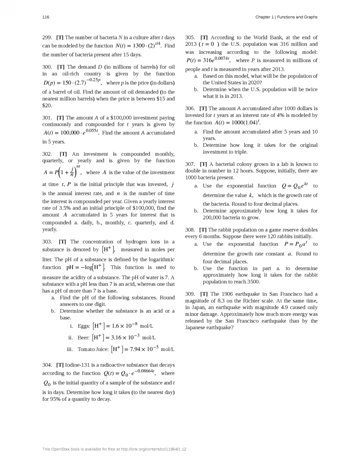 116
Chapter 1 | Functions and Graphs
299. [T] The number of bacteria N in a culture after t days
can be modeled by the function N(t) = 1300 · (2)^{t/4}. Find
the number of bacteria present after 15 days.
300. [T] The demand D (in millions of barrels) for oil
in an oil-rich country is given by the function
D(p) = 150 · (2.7)^{−0.25p}, where p is the price (in dollars)
of a barrel of oil. Find the amount of oil demanded (to the
nearest million barrels) when the price is between $15 and
$20.
301. [T] The amount A of a $100,000 investment paying
continuously and compounded for t years is given by
A(t) = 100,000 · e^{0.055t}. Find the amount A accumulated
in 5 years.
302. [T] An investment is compounded monthly,
quarterly, or yearly and is given by the function
A = P(1 + j/n)^{nt}, where A is the value of the investment
at time t, P is the initial principle that was invested, j
is the annual interest rate, and n is the number of time
the interest is compounded per year. Given a yearly interest
rate of 3.5% and an initial principle of $100,000, find the
amount A accumulated in 5 years for interest that is
compounded a. daily, b., monthly, c. quarterly, and d.
yearly.
303. [T] The concentration of hydrogen ions in a
substance is denoted by [H⁺], measured in moles per
liter. The pH of a substance is defined by the logarithmic
function pH = −log[H⁺]. This function is used to
measure the acidity of a substance. The pH of water is 7. A
substance with a pH less than 7 is an acid, whereas one that
has a pH of more than 7 is a base.
a. Find the pH of the following substances. Round
answers to one digit.
b. Determine whether the substance is an acid or a
base.
i. Eggs: [H⁺] = 1.6 × 10⁻⁸ mol/L
ii. Beer: [H⁺] = 3.16 × 10⁻³ mol/L
iii. Tomato Juice: [H⁺] = 7.94 × 10⁻⁵ mol/L
304. [T] Iodine-131 is a radioactive substance that decays
according to the function Q(t) = Q₀ · e^{−0.08664t}, where
Q₀ is the initial quantity of a sample of the substance and t
is in days. Determine how long it takes (to the nearest day)
for 95% of a quantity to decay.
305. [T] According to the World Bank, at the end of
2013 ( t = 0 ) the U.S. population was 316 million and
was increasing according to the following model:
P(t) = 316e^{0.0074t}, where P is measured in millions of
people and t is measured in years after 2013.
a. Based on this model, what will be the population of
the United States in 2020?
b. Determine when the U.S. population will be twice
what it is in 2013.
306. [T] The amount A accumulated after 1000 dollars is
invested for t years at an interest rate of 4% is modeled by
the function A(t) = 1000(1.04)ᵗ.
a. Find the amount accumulated after 5 years and 10
years.
b. Determine how long it takes for the original
investment to triple.
307. [T] A bacterial colony grown in a lab is known to
double in number in 12 hours. Suppose, initially, there are
1000 bacteria present.
a. Use the exponential function Q = Q₀e^{kt} to
determine the value k, which is the growth rate of
the bacteria. Round to four decimal places.
b. Determine approximately how long it takes for
200,000 bacteria to grow.
308. [T] The rabbit population on a game reserve doubles
every 6 months. Suppose there were 120 rabbits initially.
a. Use the exponential function P = P₀aᵗ to
determine the growth rate constant a. Round to
four decimal places.
b. Use the function in part a. to determine
approximately how long it takes for the rabbit
population to reach 3500.
309. [T] The 1906 earthquake in San Francisco had a
magnitude of 8.3 on the Richter scale. At the same time,
in Japan, an earthquake with magnitude 4.9 caused only
minor damage. Approximately how much more energy was
released by the San Francisco earthquake than by the
Japanese earthquake?
This OpenStax book is available for free at http://cnx.org/content/col11964/1.12